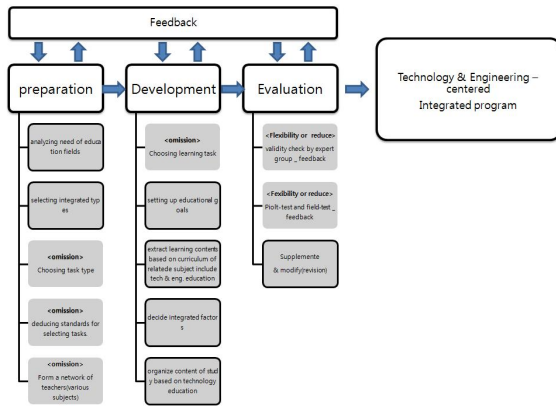 Feedback
preparation
Development
Evaluation
Technology & Engineering –
centered
Integrated program
analyzing need of educa
tion fields
selecting integrated typ
es
<omission>
Choosing task type
<omission>
deducing standards for
selecting tasks.
<omission>
Form a network of
teachers(various
subjects)
<omission>
Choosing learning task
setting up educational g
oals
extract learning contents
based on curriculum of
relatede subject include
tech & eng. education
decide integrated factor
s
organize content of stud
y based on technology
education
<Flexibility or reduce>
validity check by expert
group _ feedback
<Fexibility or reduce>
Piolt-test and field-test _
feedback
Supplemente
& modify(revision)